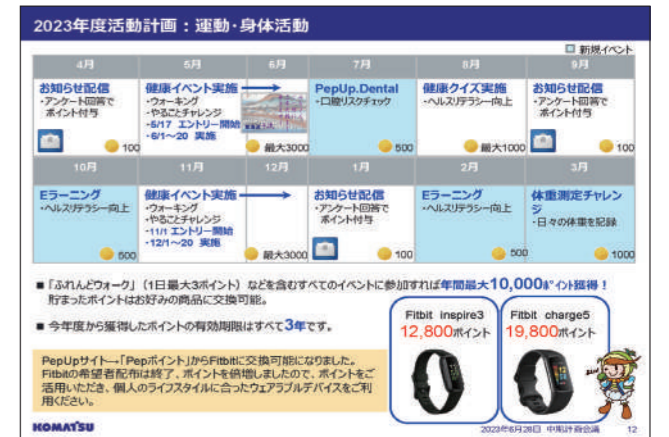 2023年度活動計画：運動・身体活動
新規イベント
4月 5月 6月 7月 8月 9月
お知らせ配信
・アンケート回答で
ポイント付与
100
健康イベント実施
・ウォーキング
・やることチャレンジ
・5/17 エントリー開始
・6/1～20 実施
最大3000
PepUp.Dental
・口腔リスクチェック
500
健康クイズ実施
・ヘルスリテラシー向上
最大1000
お知らせ配信
・アンケート回答で
ポイント付与
100
10月 11月 12月 1月 2月 3月
Eラーニング
・ヘルスリテラシー向上
500
健康イベント実施
・ウォーキング
・やることチャレンジ
・11/1 エントリー開始
・12/1～20 実施
最大3000
お知らせ配信
・アンケート回答で
ポイント付与
100
Eラーニング
・ヘルスリテラシー向上
500
体重測定チャレン
ジ
・日々の体重を記録
1000
■「ふれんどウォーク」（1日最大3ポイント）などを含むすべてのイベントに参加すれば年間最大10,000ポイント獲得！
貯まったポイントはお好みの商品に交換可能。
■ 今年度から獲得したポイントの有効期限はすべて3年です。
Fitbit inspire3
12,800ポイント
Fitbit charge5
19,800ポイント
PepUpサイト→「Pepポイント」からFitbitに交換可能になりました。
Fitbitの希望者配布は終了、ポイントを倍増しましたので、ポイントをご
活用いただき、個人のライフスタイルに合ったウェアラブルデバイスをご利
用ください。
KOMATSU
2023年6月28日 中期計画会議
12